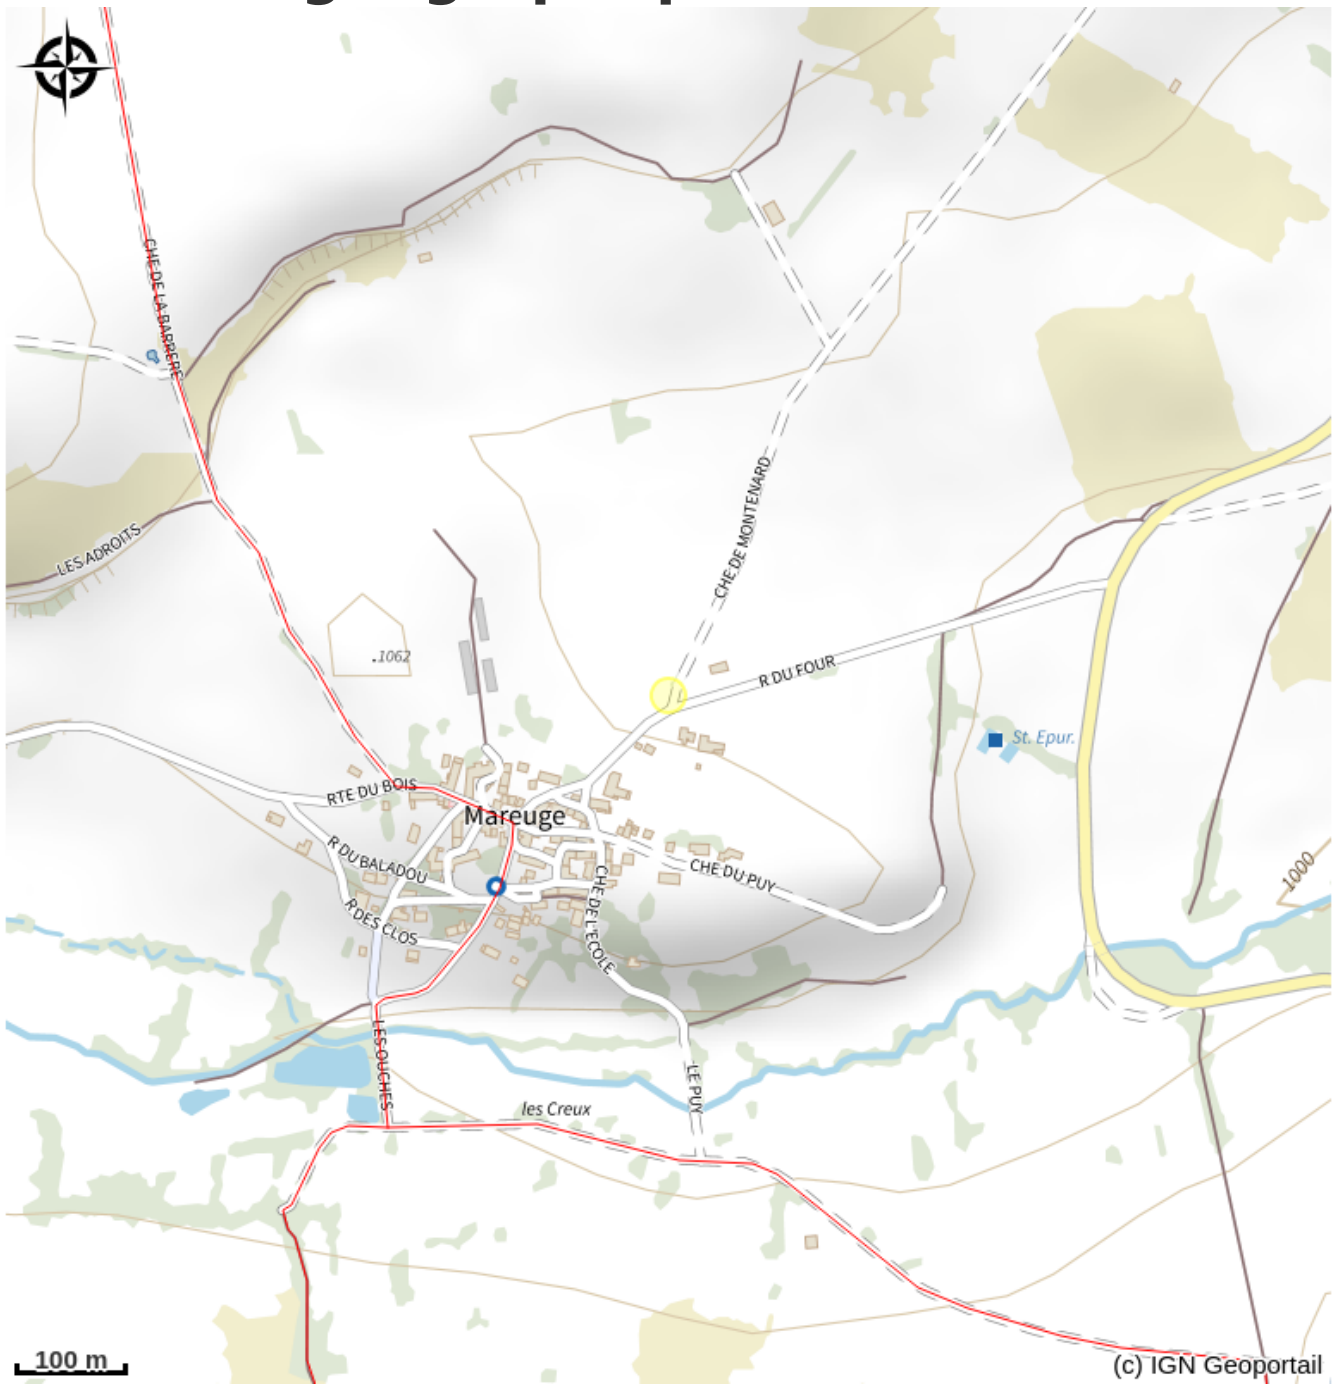 CHE DE LA BARRERE
CHE DE MONTENARD
LES ADROITS
.1062
R DU FOUR
St. Epur.
RTE DU BOIS
Mareuge
R DU BALADOU
CHE DU PUY
CHE DE L'ECOLE
1000
R DES CLOS
LES OUCHES
LE PUY
les Creux
100 m
(c) IGN Geoportail